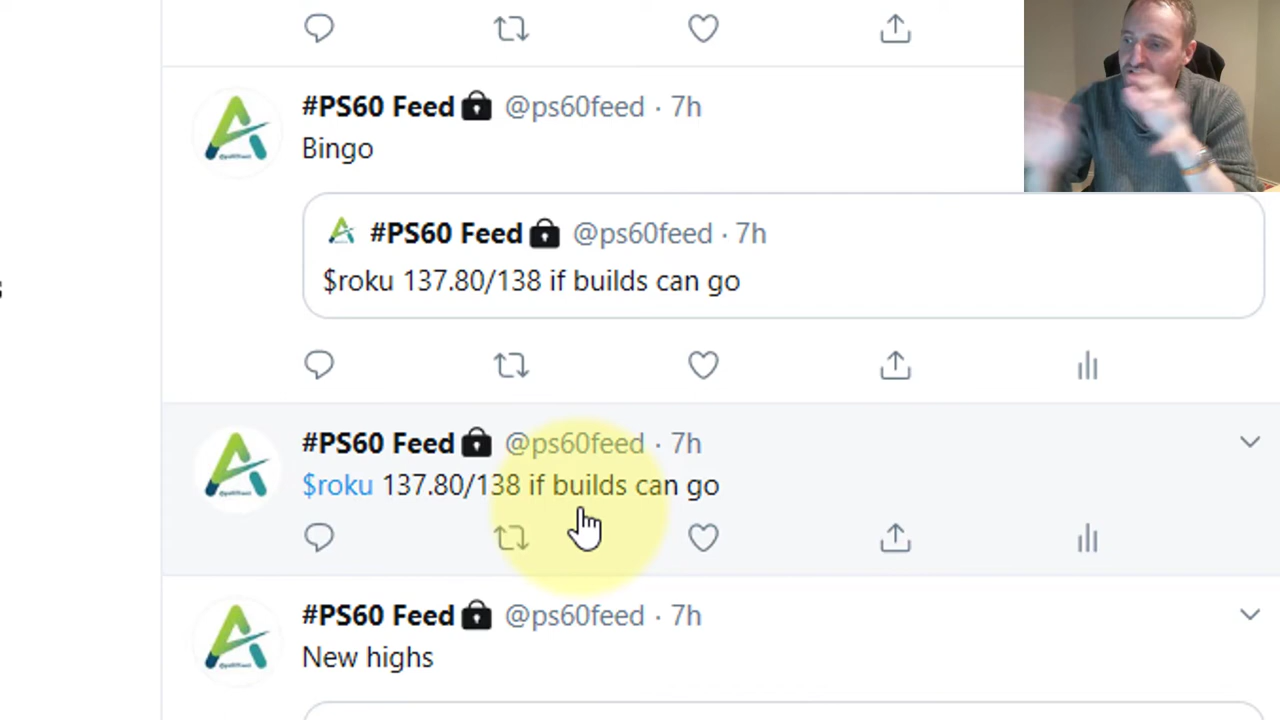 #PS60 Feed @ps60feed · 7h
Bingo
#PS60 Feed @ps60feed · 7h
$roku 137.80/138 if builds can go
#PS60 Feed @ps60feed · 7h
$roku 137.80/138 if builds can go
#PS60 Feed @ps60feed · 7h
New highs